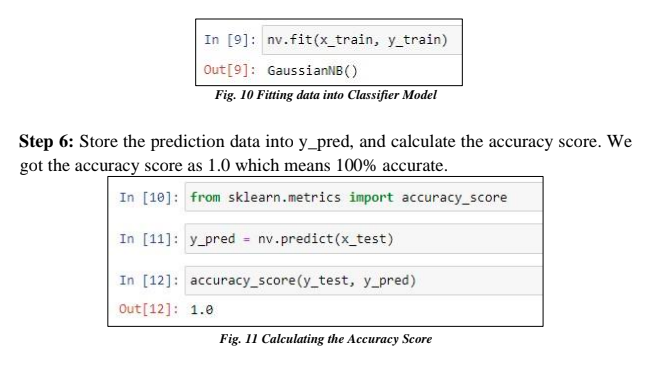 In [9]: nv.fit(x_train, y_train)
Out[9]: GaussianNB()
Fig. 10 Fitting data into Classifier Model
Step 6: Store the prediction data into y_pred, and calculate the accuracy score. We
got the accuracy score as 1.0 which means 100% accurate.
In [10]: from sklearn.metrics import accuracy_score
In [11]: y_pred = nv.predict(x_test)
In [12]: accuracy_score(y_test, y_pred)
Out[12]: 1.0
Fig. 11 Calculating the Accuracy Score